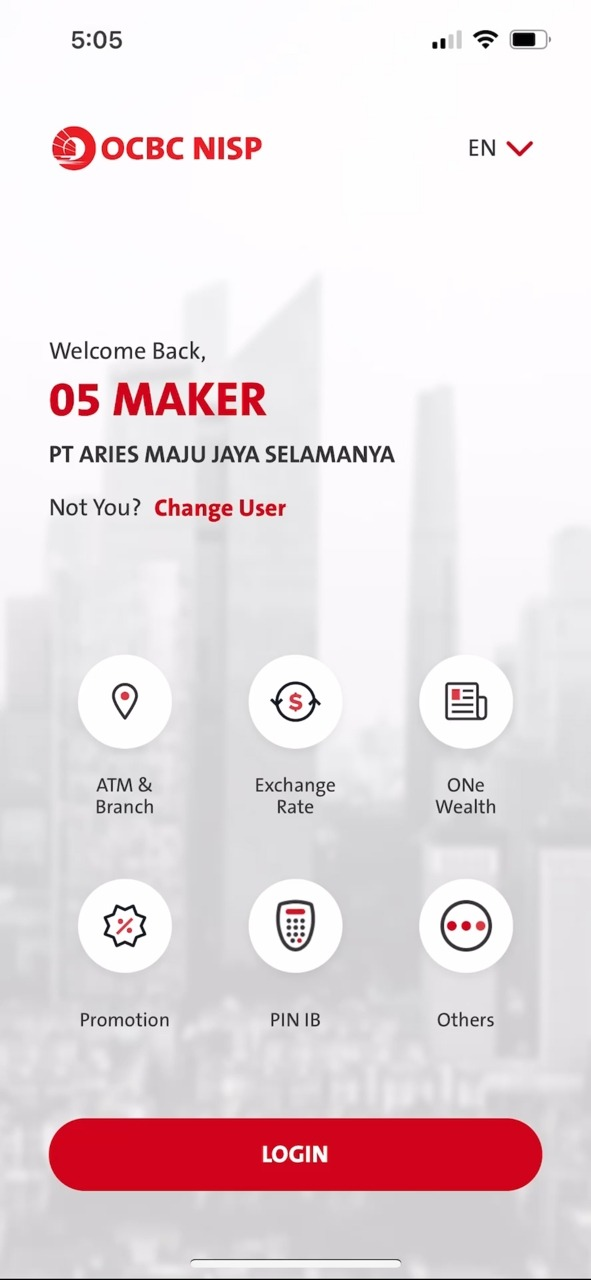 5:05
OCBC NISP
EN
Welcome Back,
05 MAKER
PT ARIES MAJU JAYA SELAMANYA
Not You? Change User
ATM &
Branch
Exchange
Rate
ONe
Wealth
Promotion
PIN IB
Others
LOGIN